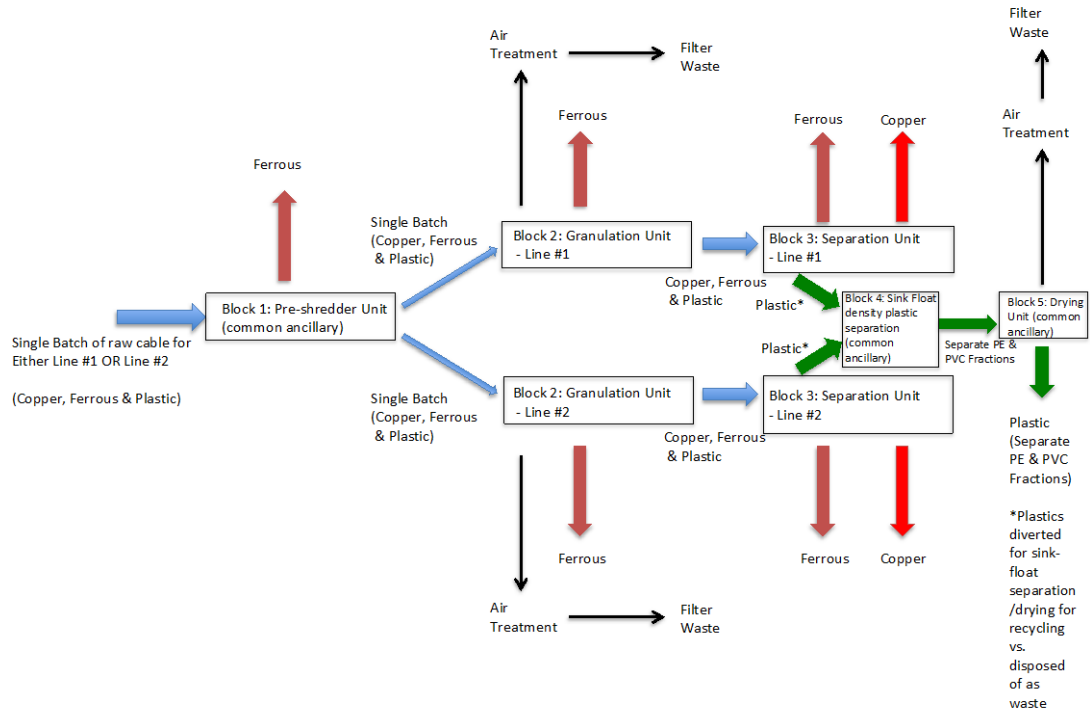 Air
Treatment
Filter
Waste
Filter
Waste
Air
Treatment
Ferrous
Ferrous
Copper
Ferrous
Single Batch
(Copper, Ferrous
& Plastic)
Block 2: Granulation Unit
- Line #1
Block 3: Separation Unit
- Line #1
Copper, Ferrous
& Plastic
Plastic*
Block 1: Pre-shredder Unit
(common ancillary)
Block 4: Sink Float
density plastic
separation
(common
ancillary)
Block 5: Drying
Unit (common
ancillary)
Separate PE &
PVC Fractions
Single Batch of raw cable for
Either Line #1 OR Line #2
(Copper, Ferrous & Plastic)
Plastic*
Single Batch
(Copper, Ferrous
& Plastic)
Block 2: Granulation Unit
- Line #2
Block 3: Separation Unit
- Line #2
Copper, Ferrous
& Plastic
Plastic
(Separate
PE & PVC
Fractions)
*Plastics
diverted
for sink-
float
separation
/drying for
recycling
vs.
disposed
of as
waste
Ferrous
Ferrous
Copper
Air
Treatment
Filter
Waste